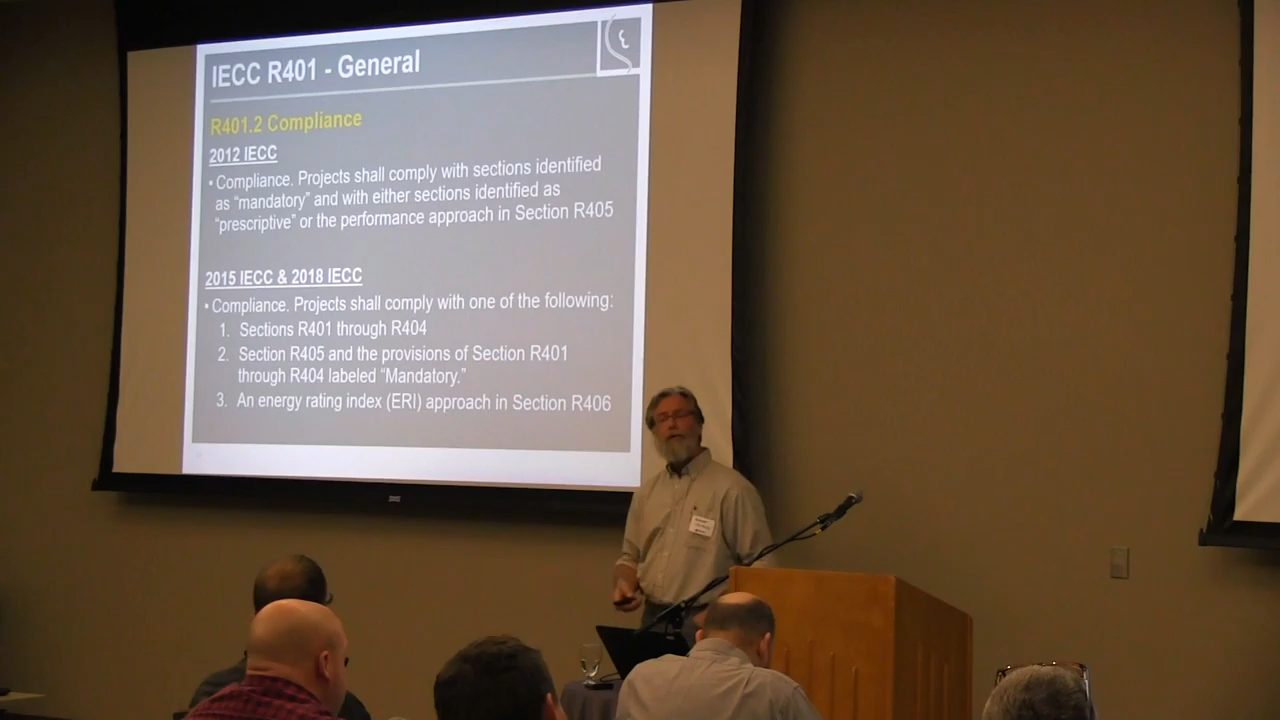 IECC R401 - General
R401.2 Compliance
2012 IECC
• Compliance. Projects shall comply with sections identified
as “mandatory” and with either sections identified as
“prescriptive” or the performance approach in Section R405
2015 IECC & 2018 IECC
• Compliance. Projects shall comply with one of the following:
1. Sections R401 through R404
2. Section R405 and the provisions of Section R401
through R404 labeled “Mandatory.”
3. An energy rating index (ERI) approach in Section R406